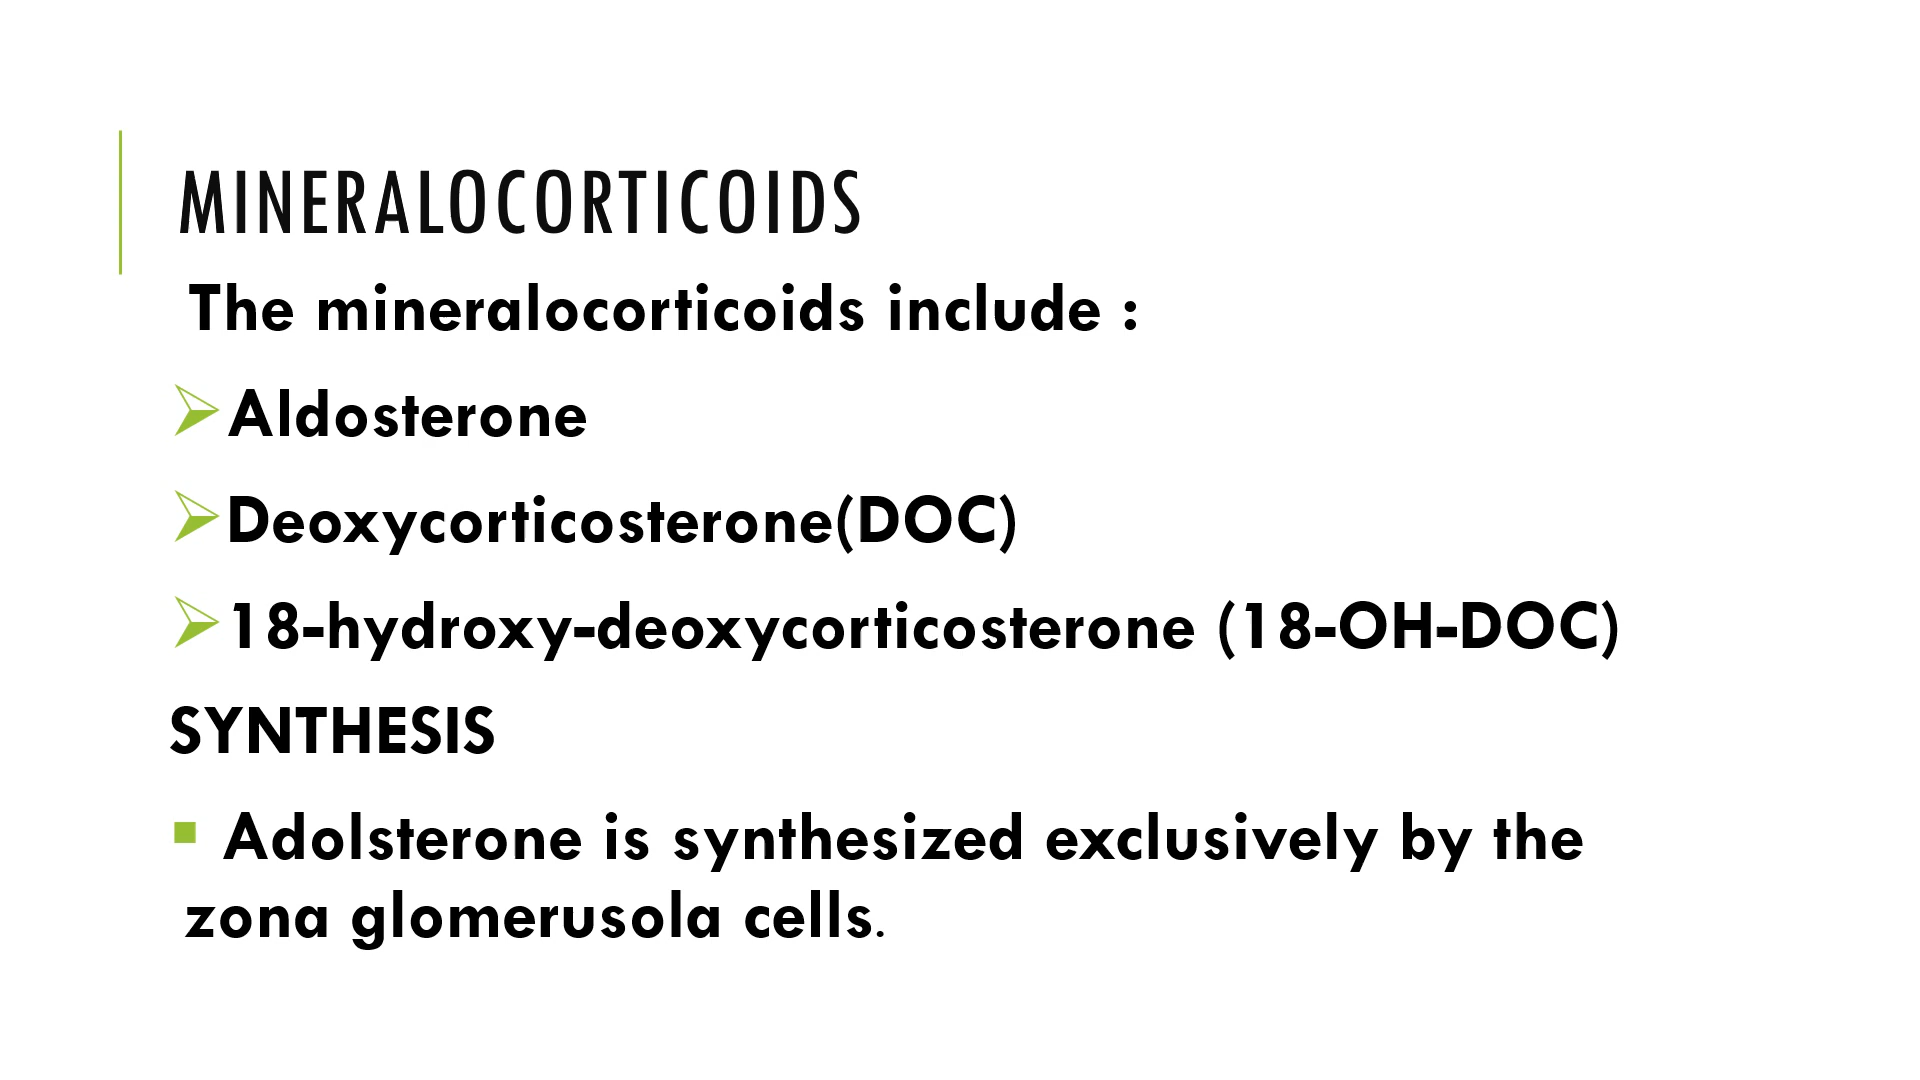 MINERALOCORTICOIDS
The mineralocorticoids include :
Aldosterone
Deoxycorticosterone(DOC)
18-hydroxy-deoxycorticosterone (18-OH-DOC)
SYNTHESIS
Adolsterone is synthesized exclusively by the
zona glomerusola cells.